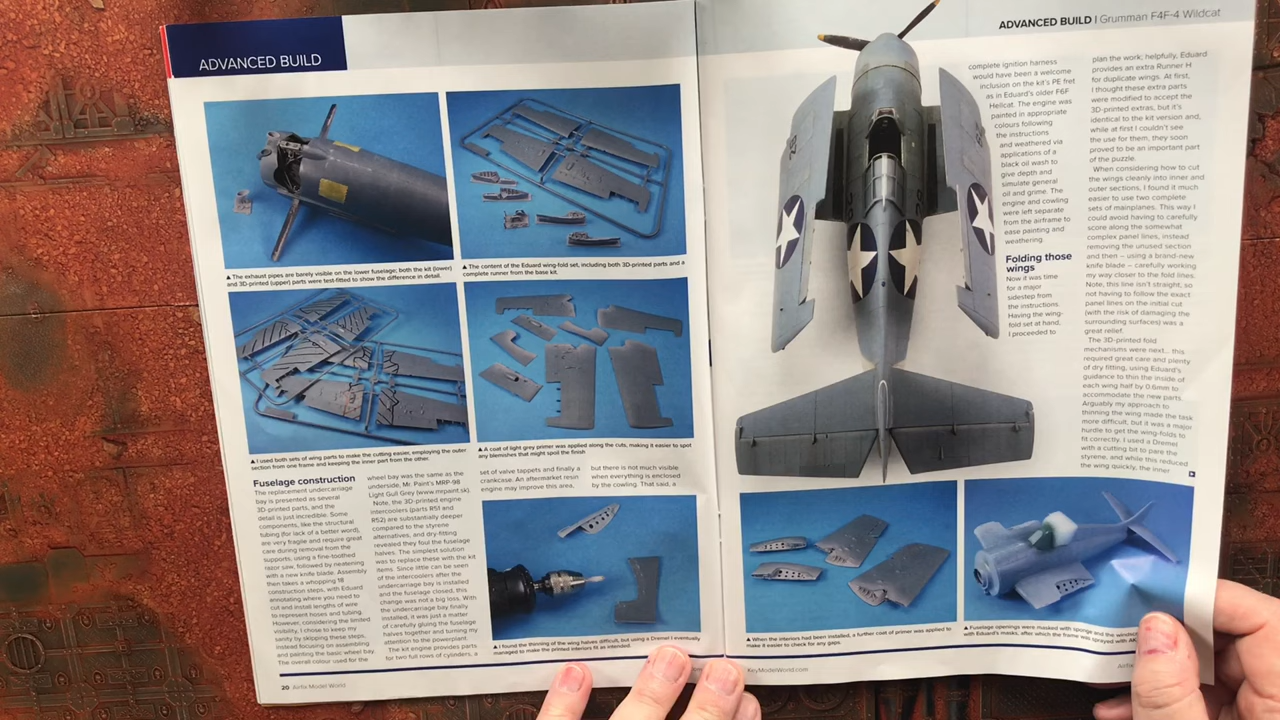 ADVANCED BUILD
▲ The exhaust pipes are barely visible on the lower fuselage; both the kit (lower)
and 3D-printed (upper) parts were test-fitted to show the difference in detail.
▲ The content of the Eduard wing-fold set, including both 3D-printed parts and a
complete runner from the base kit.
▲ I used both sets of wing parts to make the cutting easier, employing the outer
section from one frame and keeping the inner part from the other.
▲ A coat of light grey primer was applied along the cuts, making it easier to spot
any blemishes that might spoil the finish
Fuselage construction
The replacement undercarriage
bay is presented as several
3D-printed parts, and the
detail is just incredible. Some
components, like the structural
tubing (for lack of a better word),
are very fragile and require great
care during removal from the
supports; using a fine-toothed
razor saw, followed by neatening
with a new knife blade. Assembly
then takes a whopping 18
construction steps, with Eduard
annotating where you need to
cut and install lengths of wire
to represent hoses and tubing.
However, considering the limited
visibility, I chose to keep my
sanity by skipping these steps,
instead focusing on assembling
and painting the basic wheel bay.
The overall colour used for the
wheel bay was the same as the
underside, Mr. Paint's MRP-98
Light Gull Grey (www.mrpaint.sk).
Note, the 3D-printed engine
intercoolers (parts R51 and
R52) are substantially deeper
compared to the styrene
alternatives, and dry-fitting
revealed they foul the fuselage
halves. The simplest solution
was to replace these with the kit
items. Since little can be seen
of the intercoolers after the
undercarriage bay is installed
and the fuselage closed, this
change was not a big loss. With
the undercarriage bay finally
installed, it was just a matter
of carefully gluing the fuselage
halves together and turning my
attention to the powerplant.
The kit engine provides parts
for two full rows of cylinders, a
set of valve tappets and finally a
crankcase. An aftermarket resin
engine may improve this area,
but there is not much visible
when everything is enclosed
by the cowling. That said, a
▲ I found the thinning of the wing halves difficult, but using a Dremel I eventually
managed to make the printed interiors fit as intended.
20 Airfix Model World
ADVANCED BUILD | Grumman F4F-4 Wildcat
complete ignition harness
would have been a welcome
inclusion on the kit's PE fret
as in Eduard's older F6F
Hellcat. The engine was
painted in appropriate
colours following
the instructions
and weathered via
applications of a
black oil wash to
give depth and
simulate general
oil and grime. The
engine and cowling
were left separate
from the airframe to
ease painting and
weathering.
Folding those
wings
Now it was time
for a major
sidestep from
the instructions.
Having the wing-
fold set at hand,
I proceeded to
plan the work; helpfully, Eduard
provides an extra Runner H
for duplicate wings. At first,
I thought these extra parts
were modified to accept the
3D-printed extras, but it's
identical to the kit version and,
while at first I couldn't see
the use for them, they soon
proved to be an important part
of the puzzle.
When considering how to cut
the wings cleanly into inner and
outer sections, I found it much
easier to use two complete
sets of mainplanes. This way I
could avoid having to carefully
score along the somewhat
complex panel lines, instead
removing the unused section
and then – using a brand-new
knife blade – carefully working
my way closer to the fold lines.
Note, this line isn't straight, so
not having to follow the exact
panel lines on the initial cut
(with the risk of damaging the
surrounding surfaces) was a
great relief.
The 3D-printed fold
mechanisms were next... this
required great care and plenty
of dry fitting, using Eduard's
guidance to thin the inside of
each wing half by 0.6mm to
accommodate the new parts.
Arguably my approach to
thinning the wing made the task
more difficult, but it was a major
hurdle to get the wing-folds to
fit correctly. I used a Dremel
with a cutting bit to pare the
styrene, and while this reduced
the wing quickly, the inner
▲ When the interiors had been installed, a further coat of primer was applied to
make it easier to check for any gaps.
▲ Fuselage openings were masked with sponge and the
with Eduard's masks, after which the frame was sprayed with AK
KeyModelWorld.com